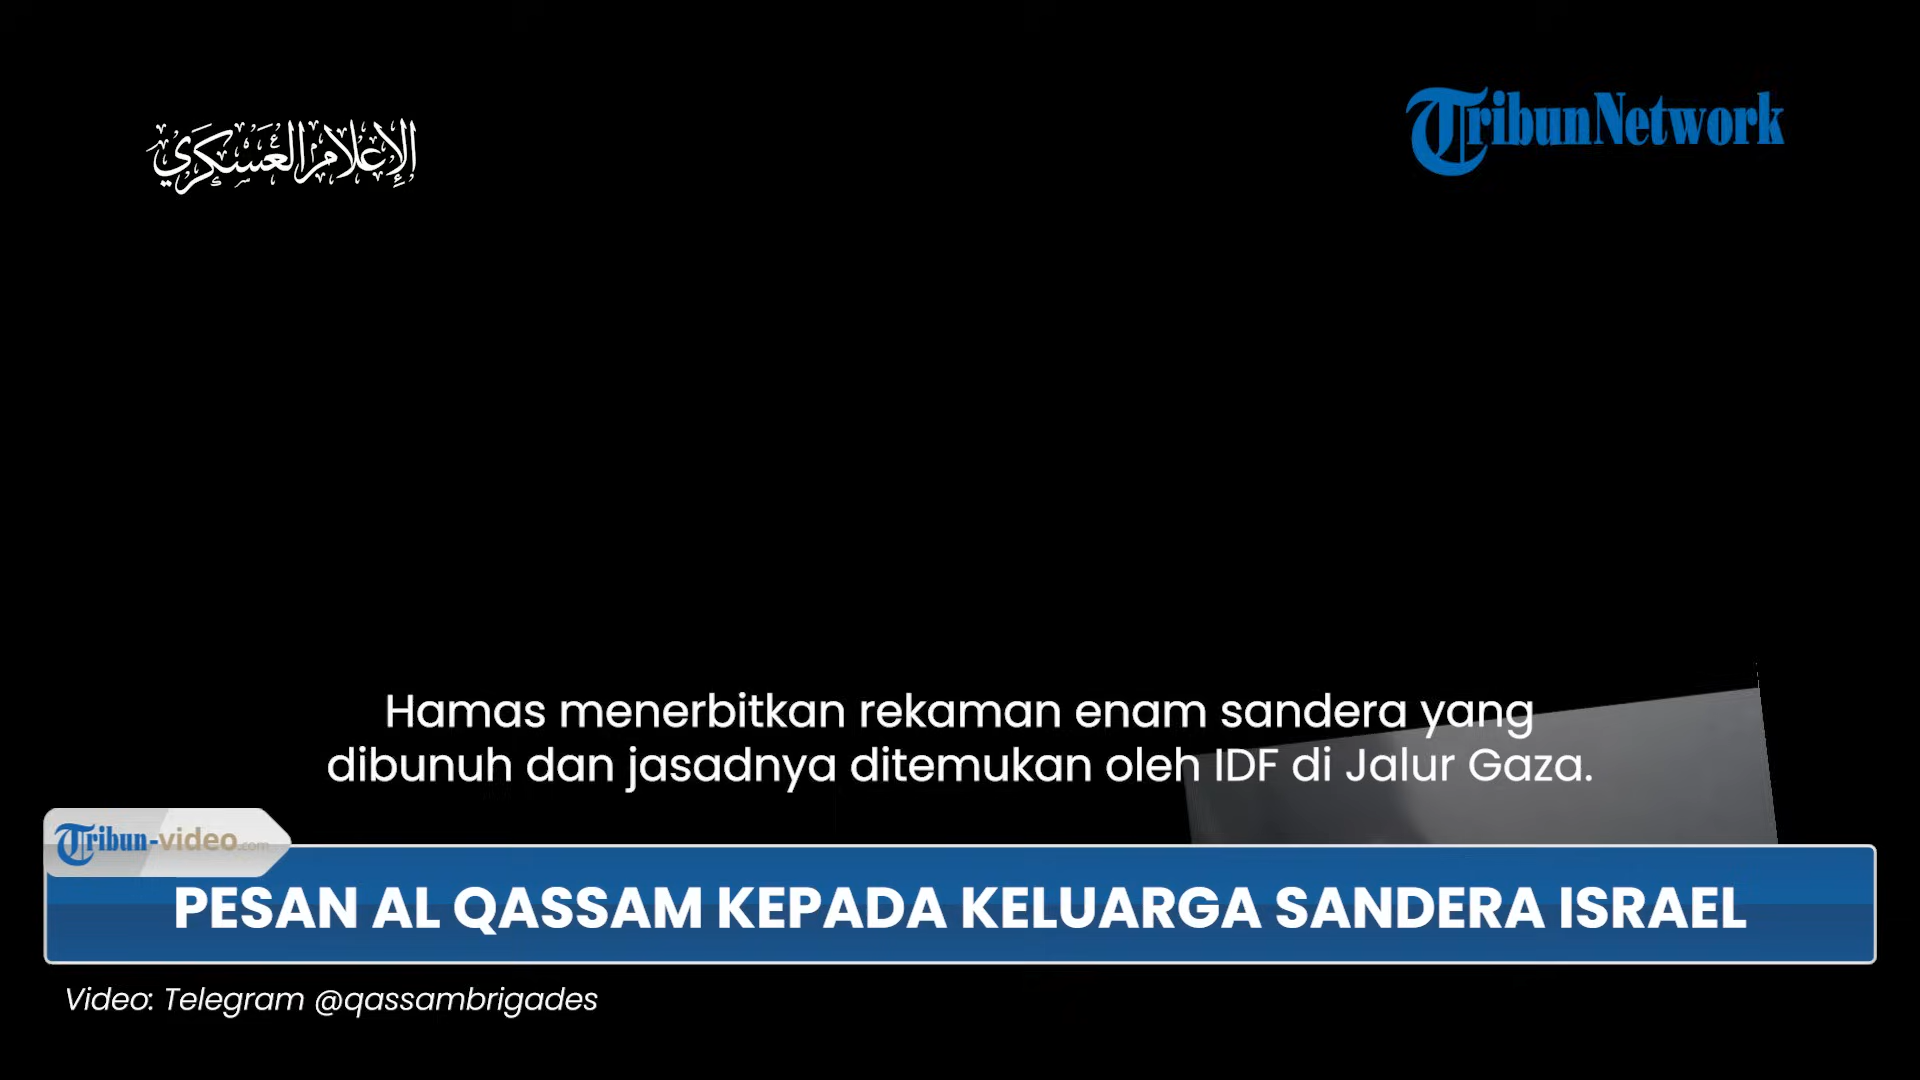 الإعلام العسكري
TribunNetwork
Hamas menerbitkan rekaman enam sandera yang
dibunuh dan jasadnya ditemukan oleh IDF di Jalur Gaza.
Tribun-video.com
PESAN AL QASSAM KEPADA KELUARGA SANDERA ISRAEL
Video: Telegram @qassambrigades